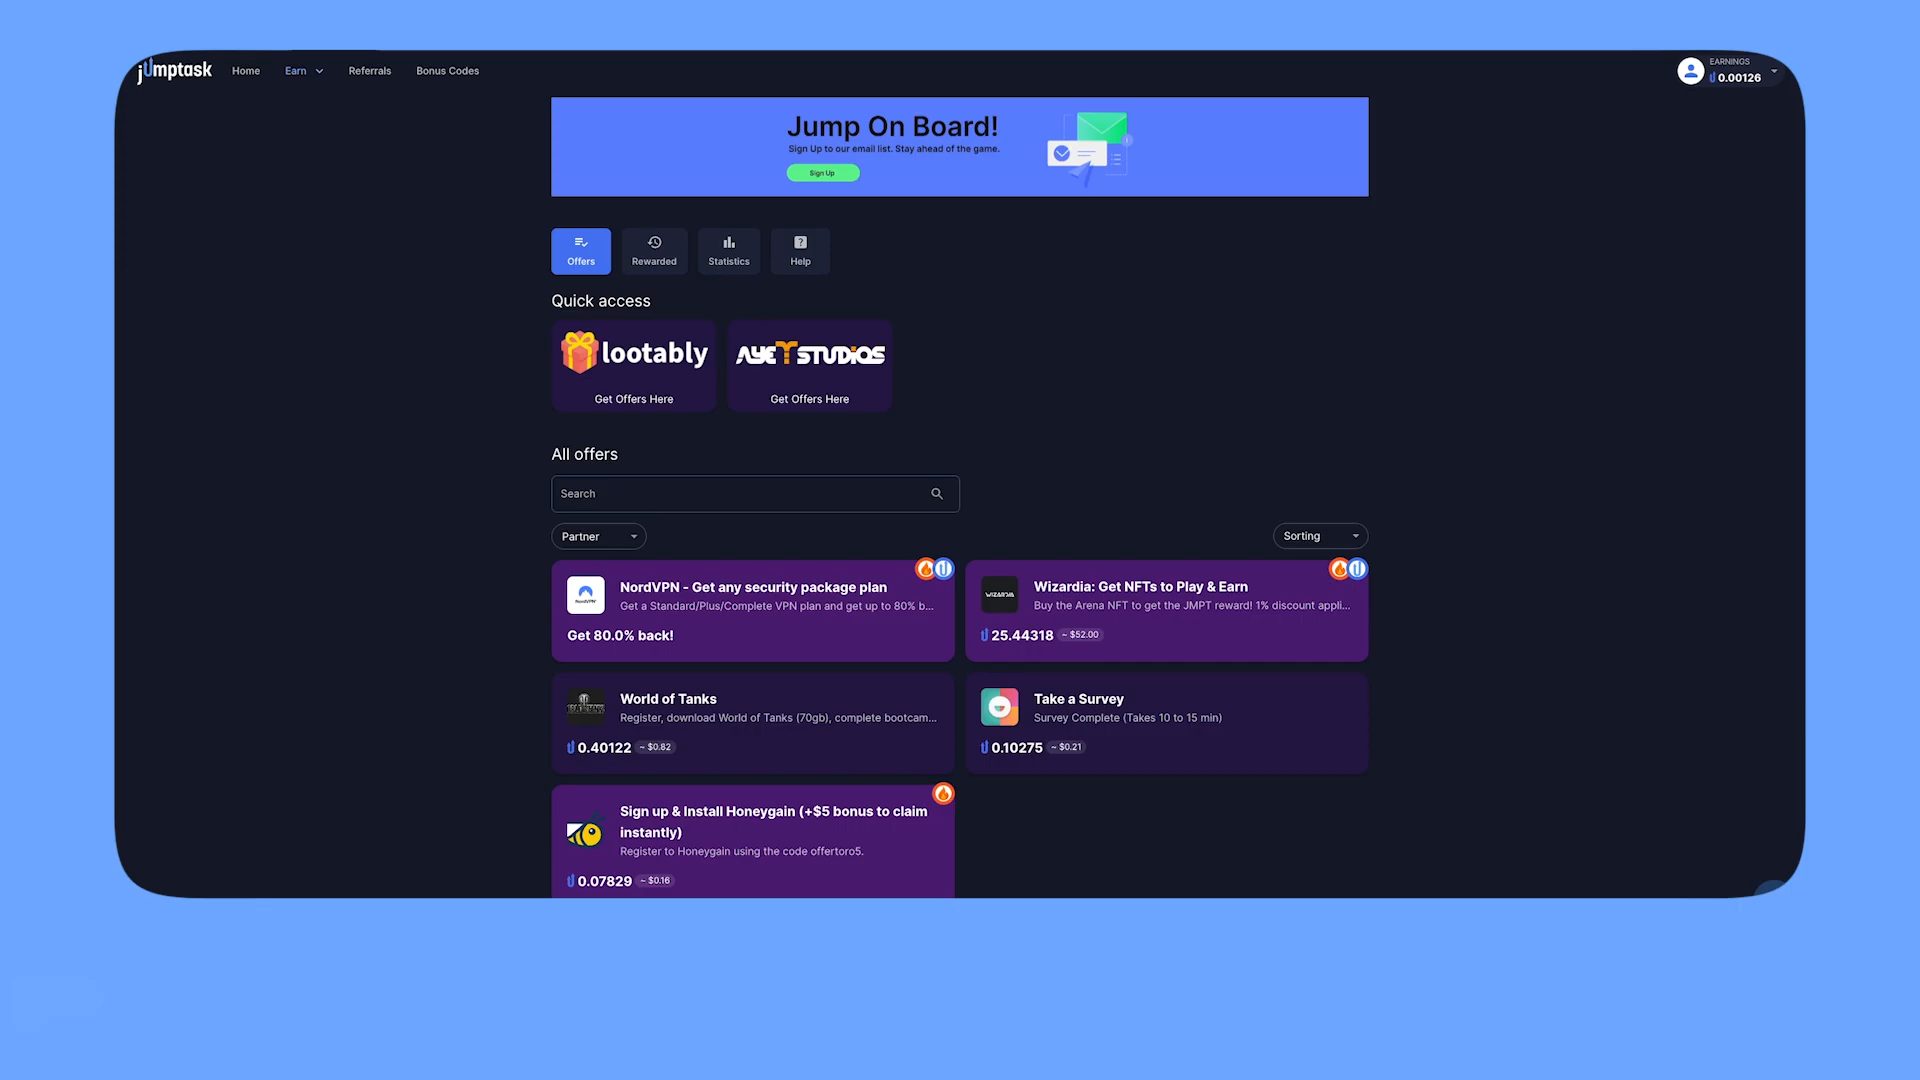 jumptask
Home
Earn
Referrals
Bonus Codes
EARNINGS
0.00126
Jump On Board!
Sign Up to our email list. Stay ahead of the game.
Sign Up
Offers
Rewarded
Statistics
Help
Quick access
lootably
Get Offers Here
AYET STUDIOS
Get Offers Here
All offers
Search
Partner
Sorting
NordVPN
NordVPN - Get any security package plan
Get a Standard/Plus/Complete VPN plan and get up to 80% b...
Get 80.0% back!
WIZARDIA
Wizardia: Get NFTs to Play & Earn
Buy the Arena NFT to get the JMPT reward! 1% discount appli...
25.44318 ~ $52.00
World of Tanks
Register, download World of Tanks (70gb), complete bootcam...
0.40122 ~ $0.82
Take a Survey
Survey Complete (Takes 10 to 15 min)
0.10275 ~ $0.21
Sign up & Install Honeygain (+$5 bonus to claim
instantly)
Register to Honeygain using the code offertoro5.
0.07829 ~ $0.16